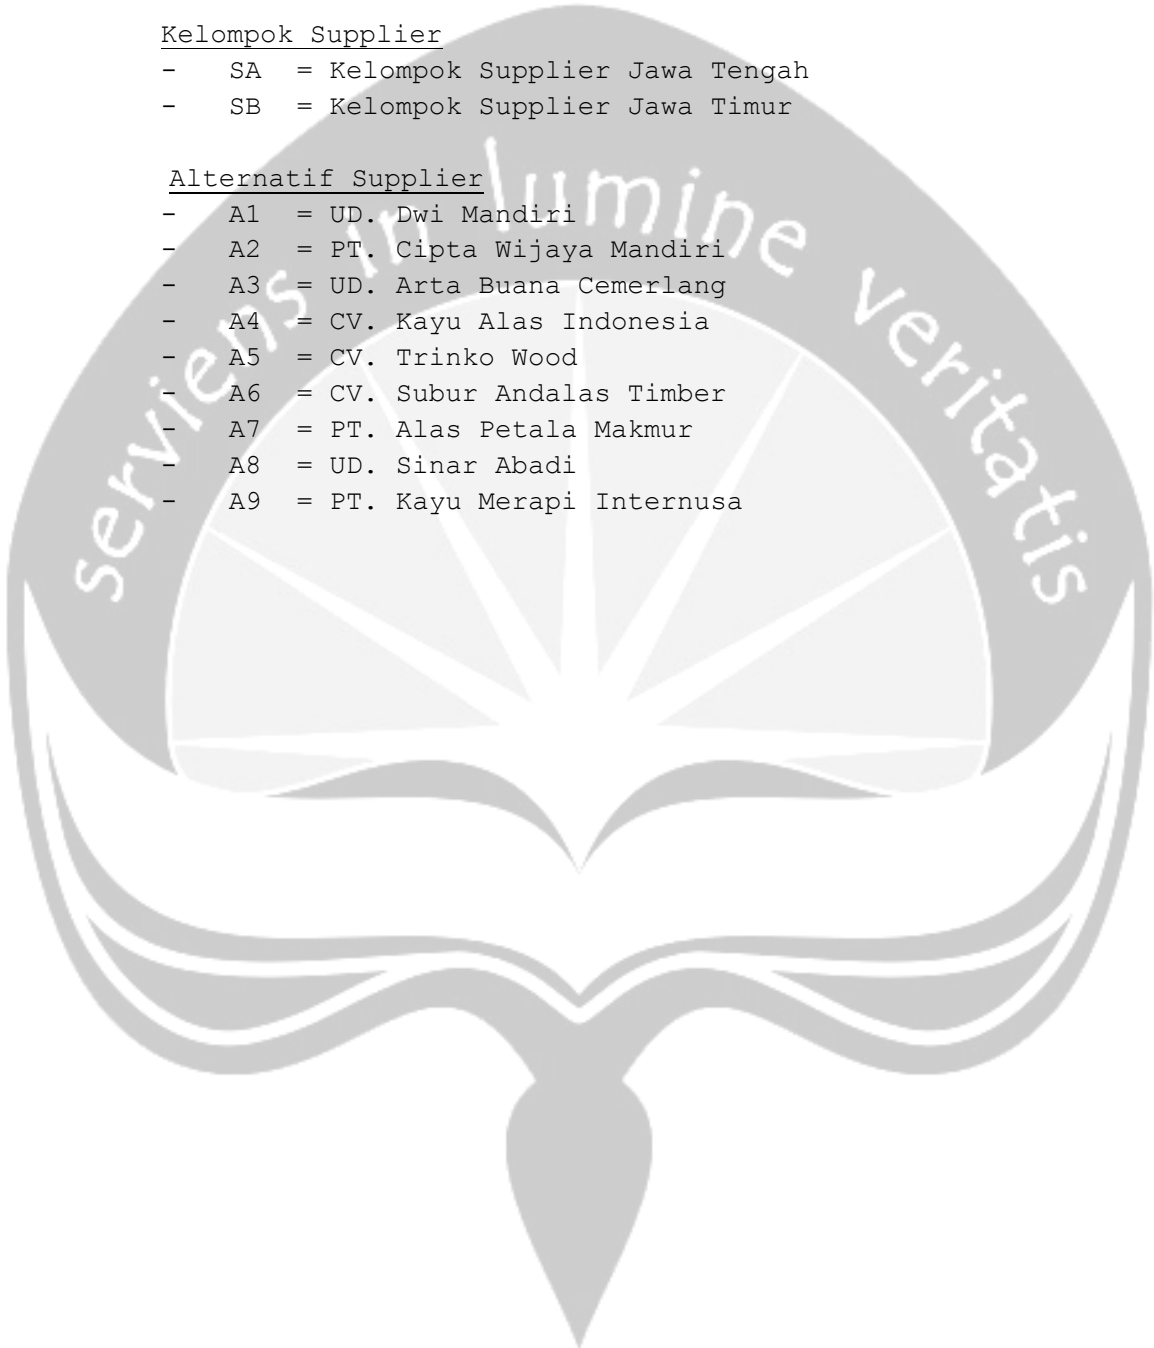 Kelompok Supplier
- SA = Kelompok Supplier Jawa Tengah
- SB = Kelompok Supplier Jawa Timur
Alternatif Supplier
- A1 = UD. Dwi Mandiri
- A2 = PT. Cipta Wijaya Mandiri
- A3 = UD. Arta Buana Cemerlang
- A4 = CV. Kayu Alas Indonesia
- A5 = CV. Trinko Wood
- A6 = CV. Subur Andalas Timber
- A7 = PT. Alas Petala Makmur
- A8 = UD. Sinar Abadi
- A9 = PT. Kayu Merapi Internusa
serviens in lumine veritatis